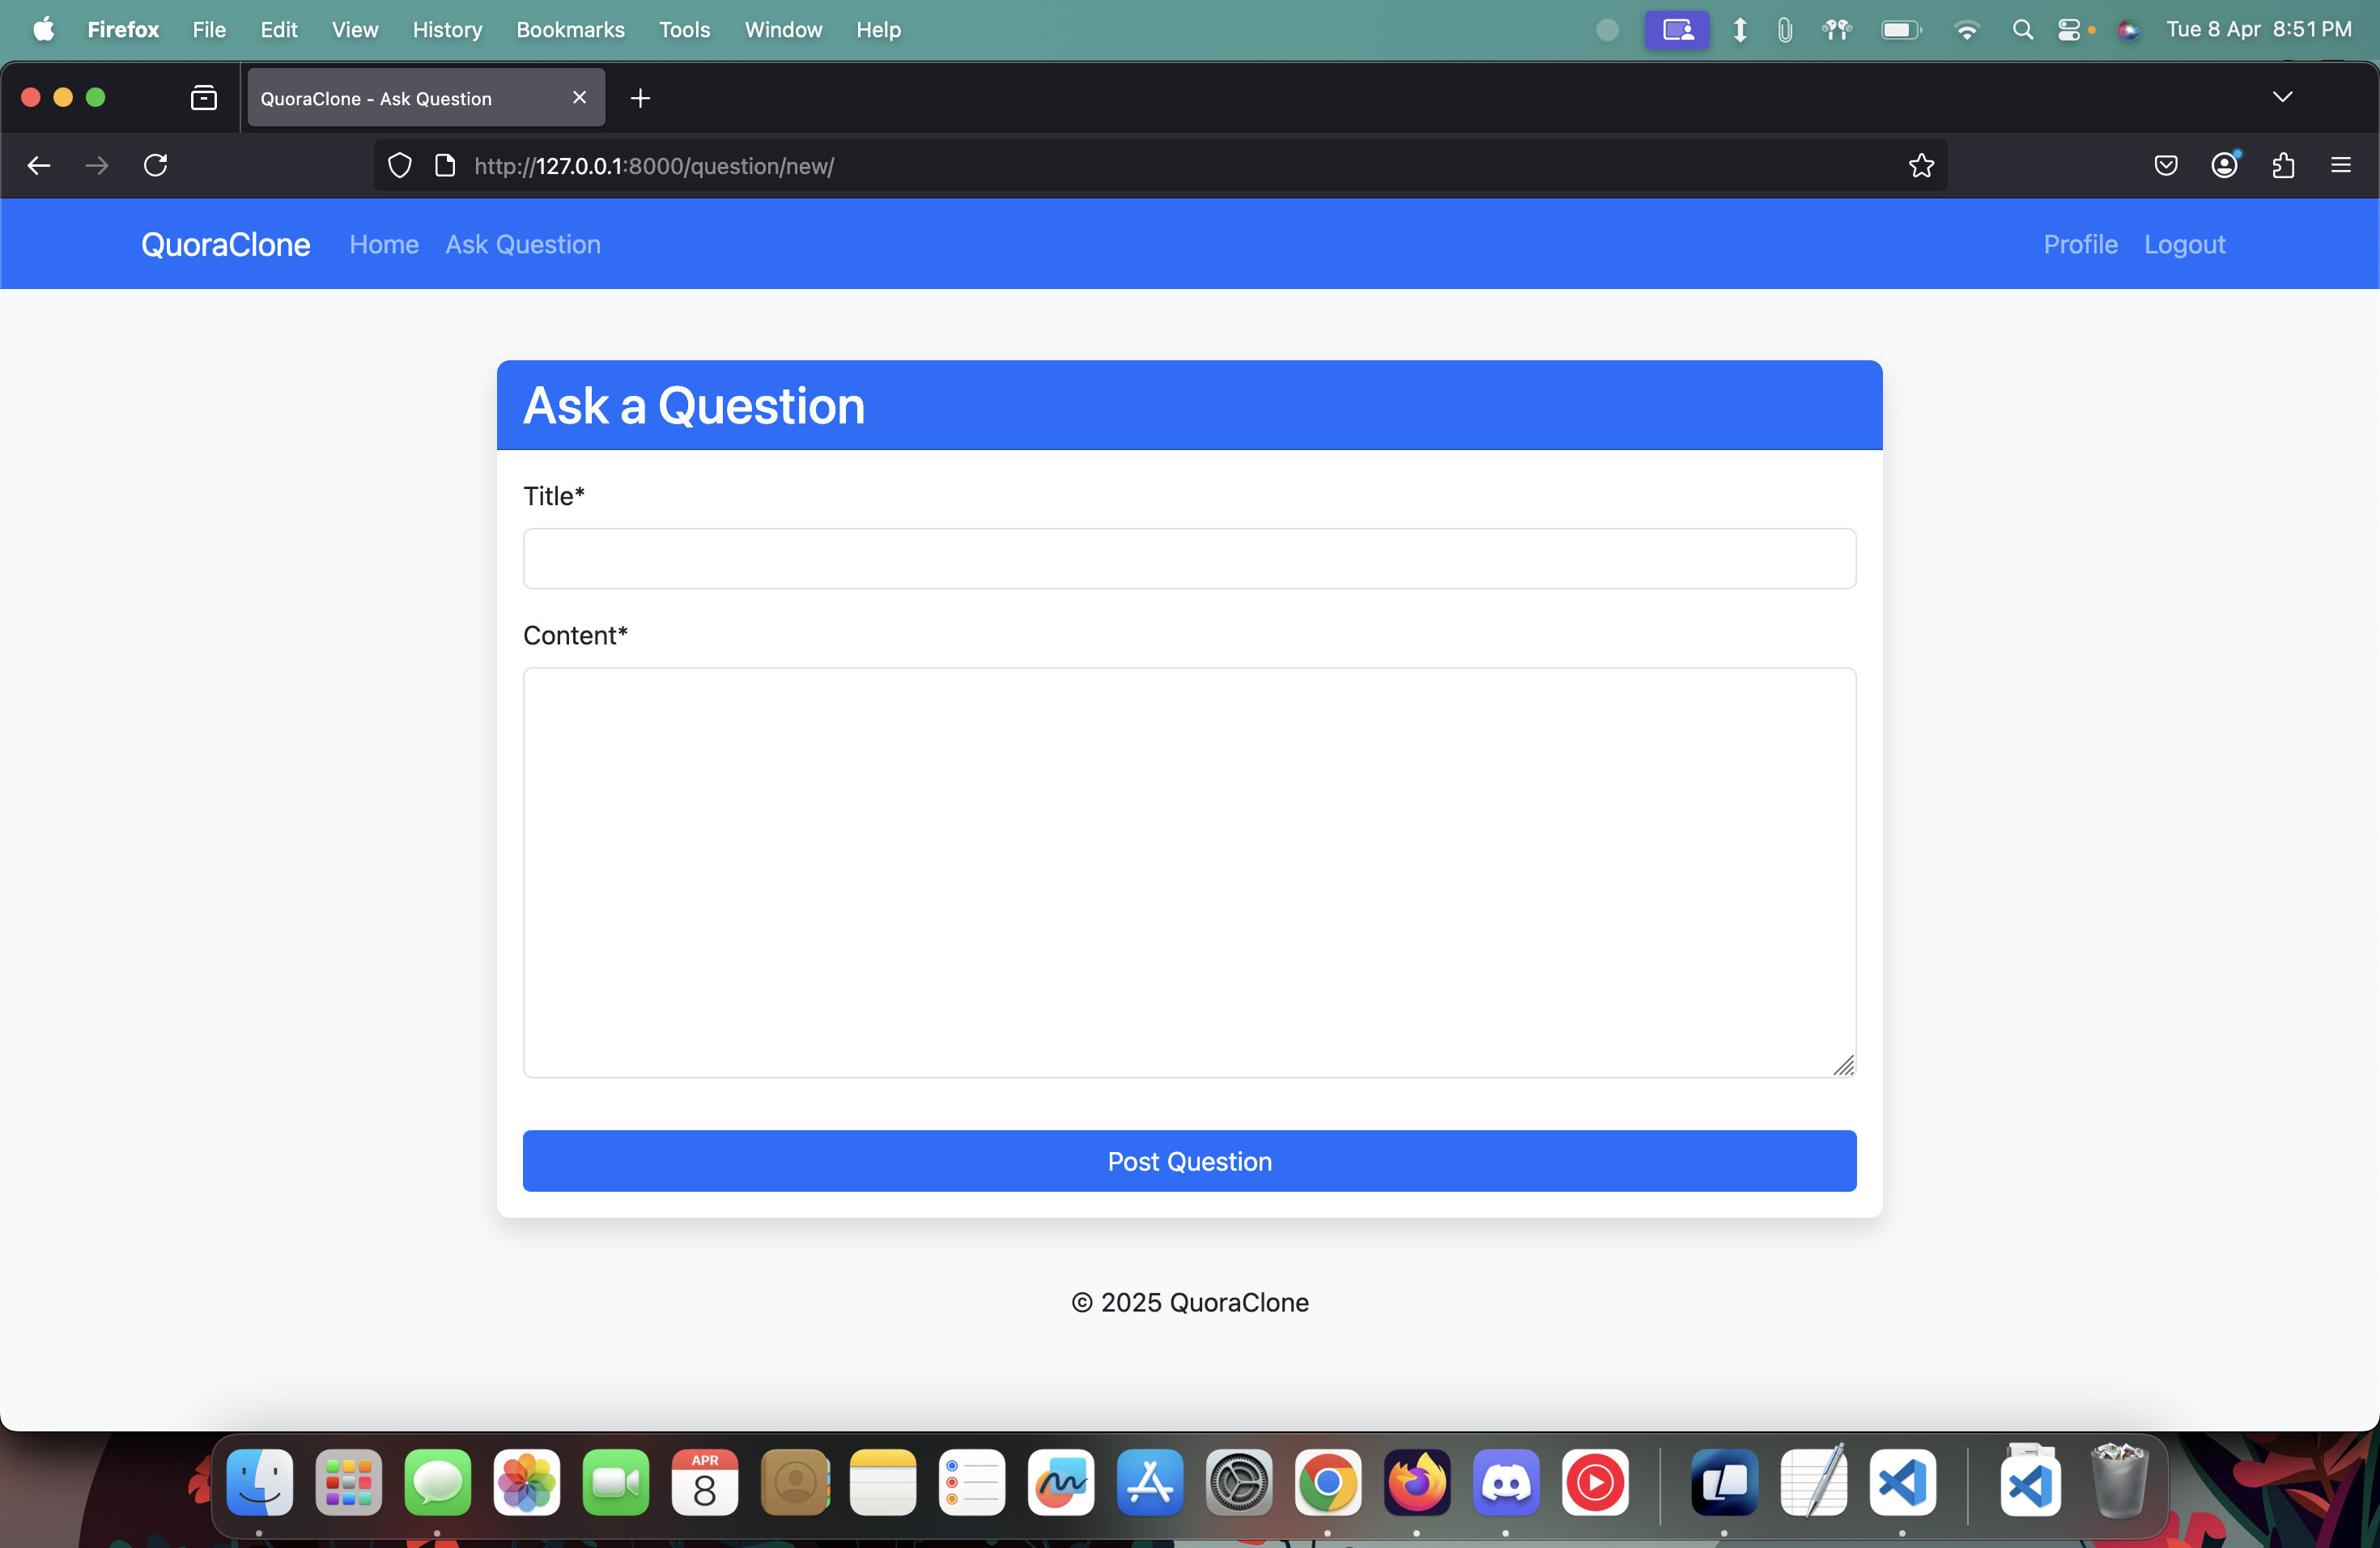 Firefox File Edit View History Bookmarks Tools Window Help Tue 8 Apr 8:51 PM
QuoraClone - Ask Question
http://127.0.0.1:8000/question/new/
QuoraClone Home Ask Question Profile Logout
Ask a Question
Title*
Content*
Post Question
© 2025 QuoraClone
APR
8